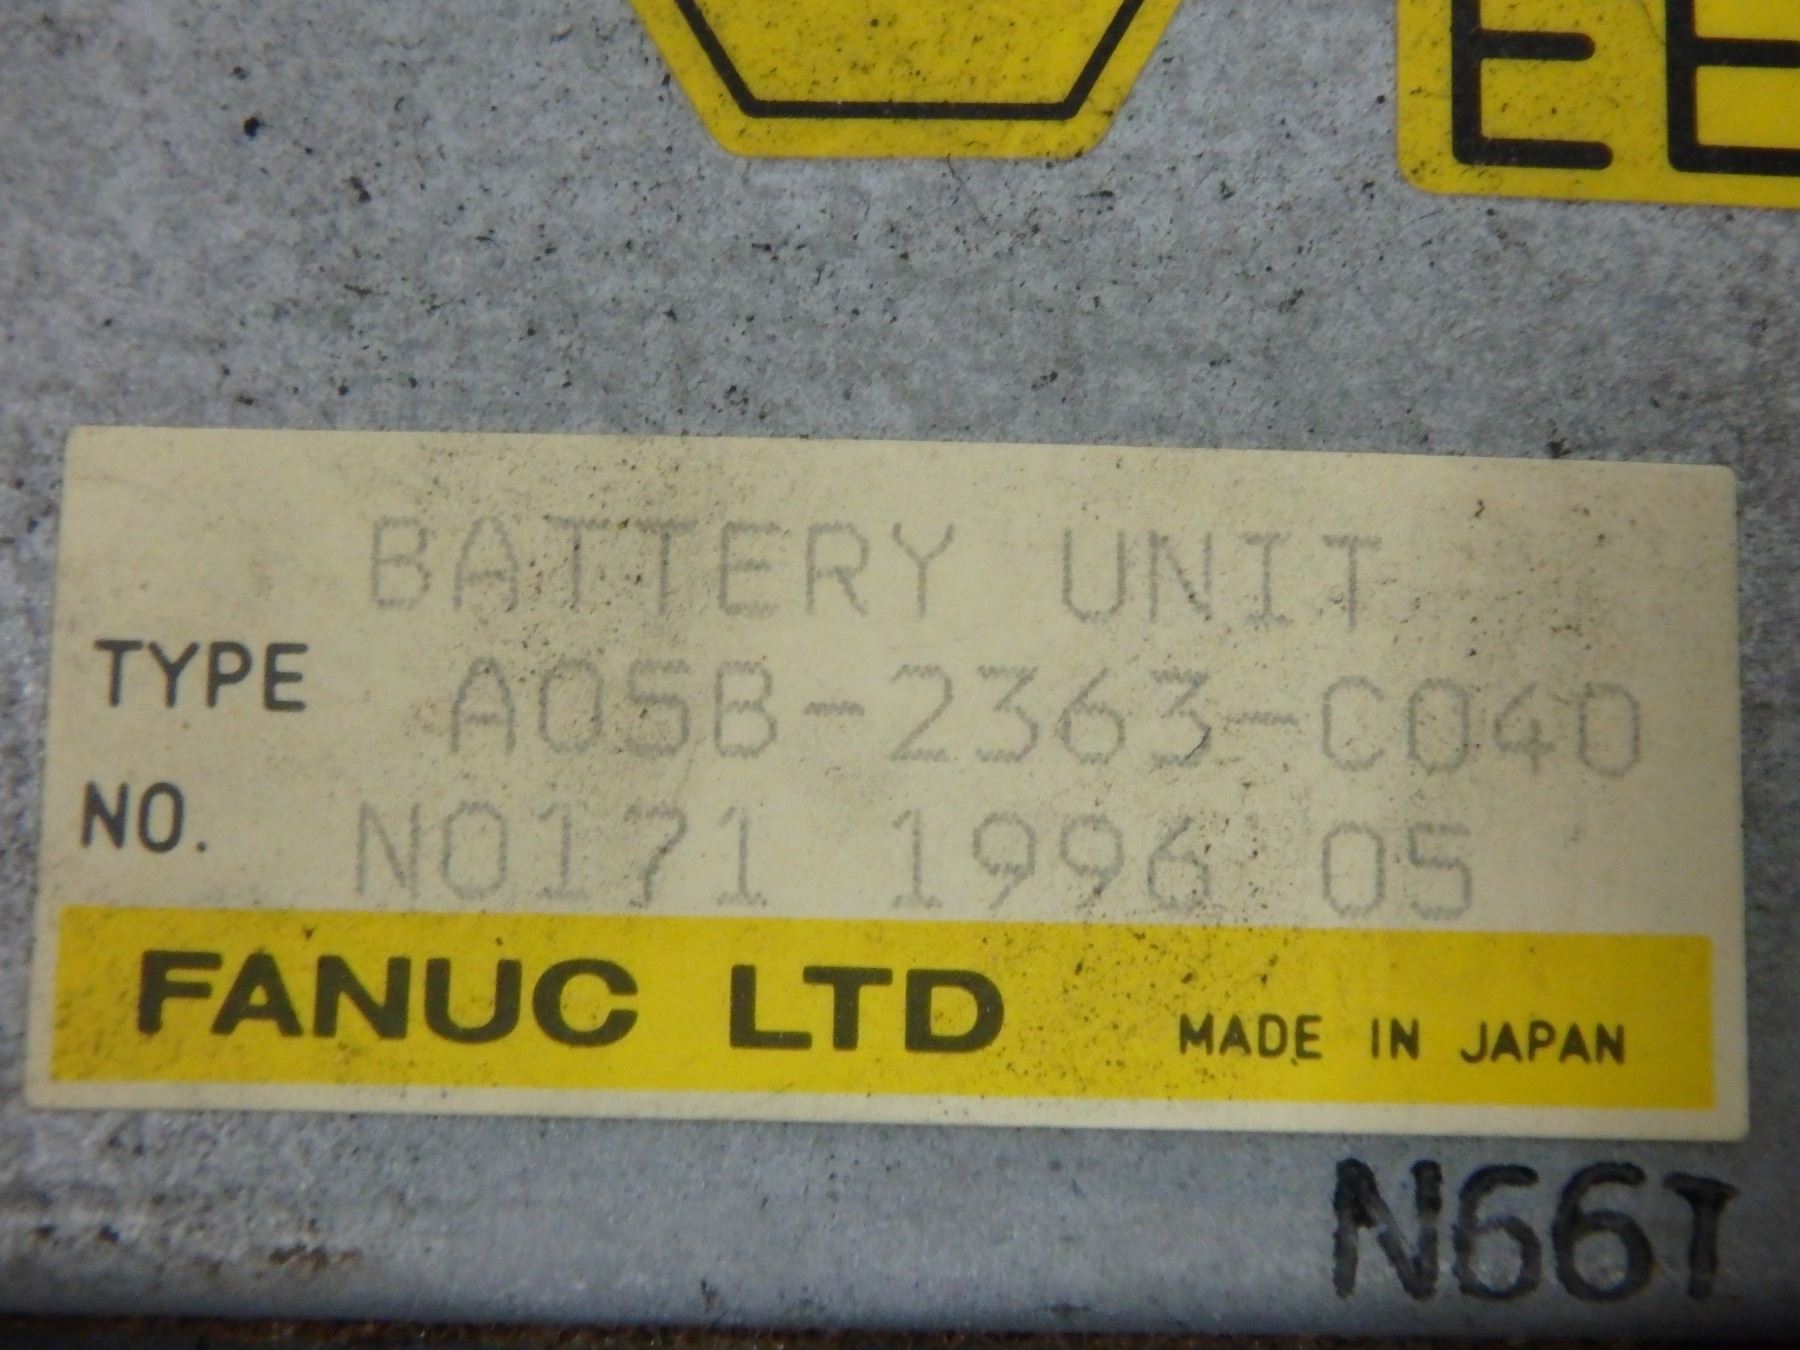 BATTERY UNIT
TYPE A05B-2363-C040
NO. N0171 1996 05
FANUC LTD MADE IN JAPAN
N66T